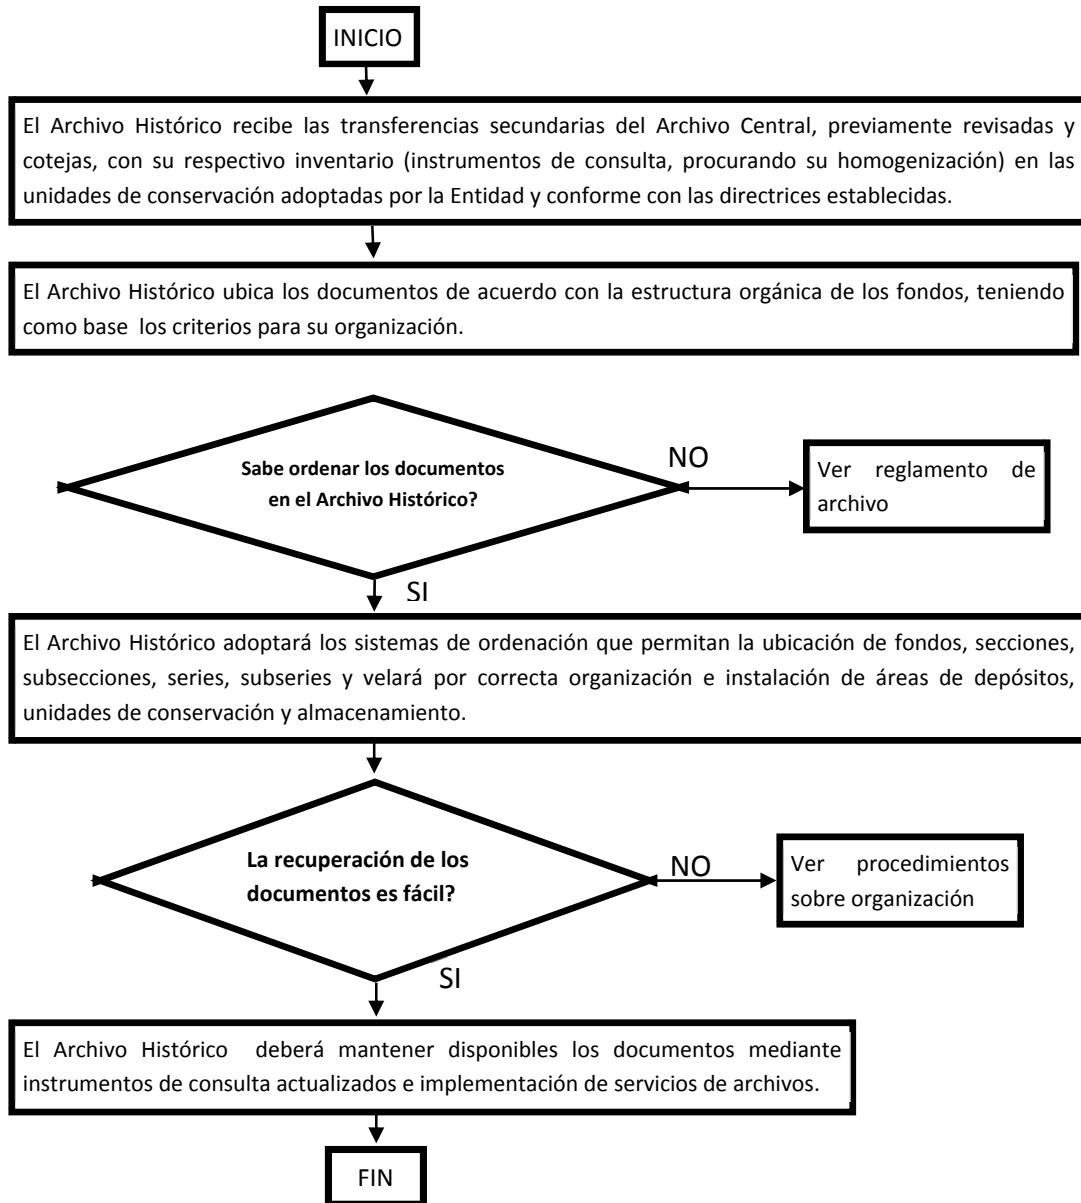 INICIO
El Archivo Histórico recibe las transferencias secundarias del Archivo Central, previamente revisadas y
cotejas, con su respectivo inventario (instrumentos de consulta, procurando su homogenización) en las
unidades de conservación adoptadas por la Entidad y conforme con las directrices establecidas.
El Archivo Histórico ubica los documentos de acuerdo con la estructura orgánica de los fondos, teniendo
como base los criterios para su organización.
Sabe ordenar los documentos
en el Archivo Histórico?
NO
Ver reglamento de
archivo
SI
El Archivo Histórico adoptará los sistemas de ordenación que permitan la ubicación de fondos, secciones,
subsecciones, series, subseries y velará por correcta organización e instalación de áreas de depósitos,
unidades de conservación y almacenamiento.
La recuperación de los
documentos es fácil?
NO
Ver procedimientos
sobre organización
SI
El Archivo Histórico deberá mantener disponibles los documentos mediante
instrumentos de consulta actualizados e implementación de servicios de archivos.
FIN